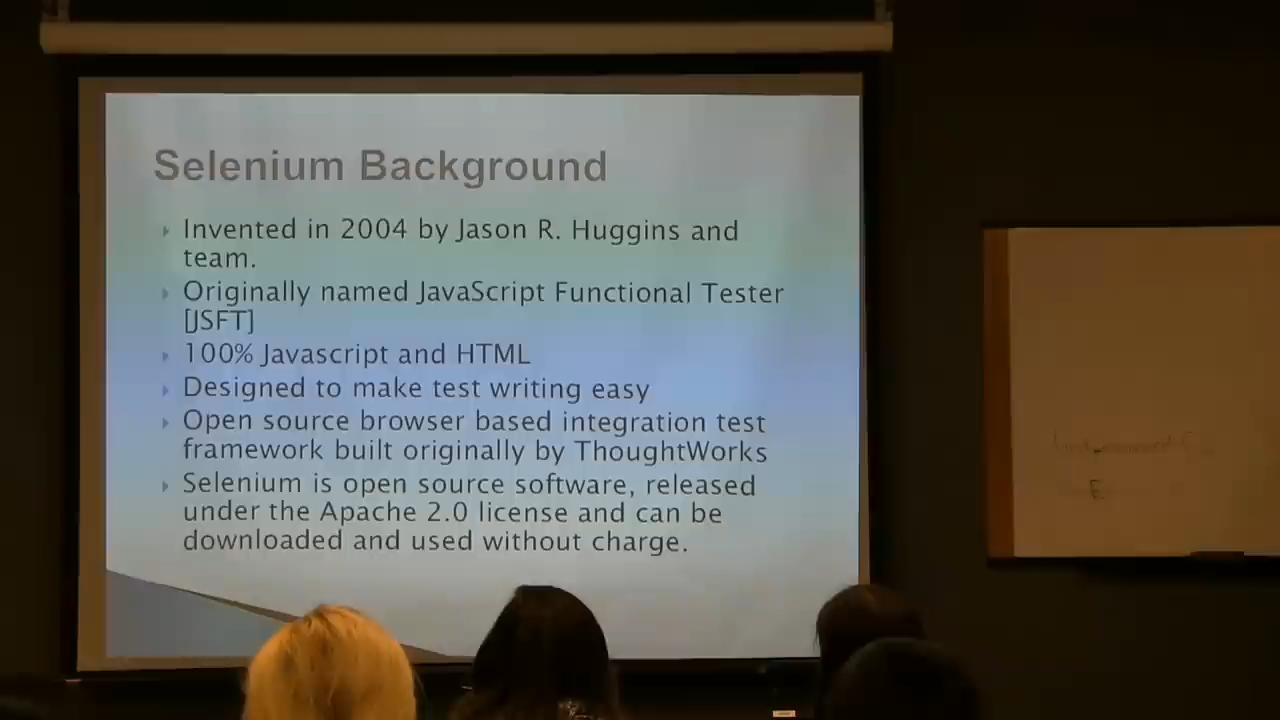 Selenium Background
Invented in 2004 by Jason R. Huggins and
team.
Originally named JavaScript Functional Tester
[JSFT]
100% Javascript and HTML
Designed to make test writing easy
Open source browser based integration test
framework built originally by ThoughtWorks
Selenium is open source software, released
under the Apache 2.0 license and can be
downloaded and used without charge.